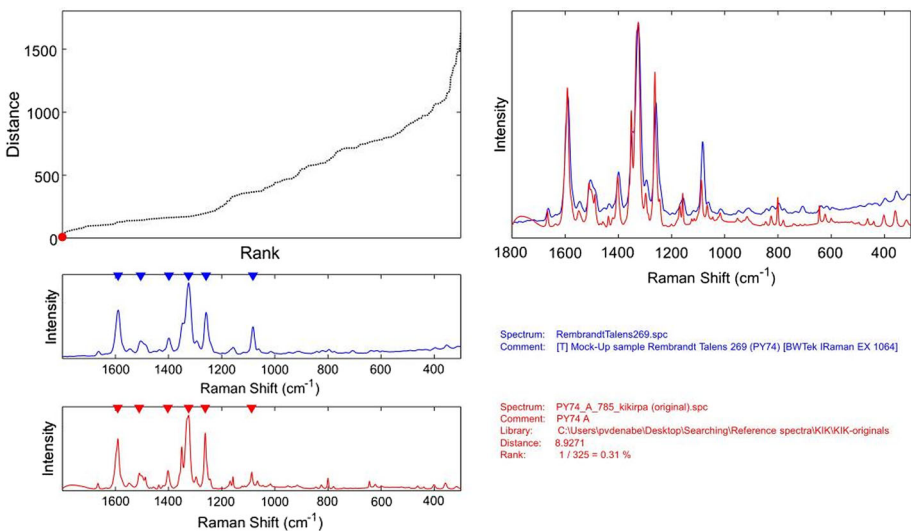 1500
1000
500
0
Distance
Rank
Intensity
1600
1400
1200
1000
800
600
400
Raman Shift (cm-1)
Intensity
1600
1400
1200
1000
800
600
400
Raman Shift (cm-1)
Intensity
1800
1600
1400
1200
1000
800
600
400
Raman Shift (cm-1)
Spectrum: RembrandtTalens269.spc
Comment: [T] Mock-Up sample Rembrandt Talens 269 (PY74) [BWTek IRaman EX 1064]
Spectrum: PY74_A_785_kikirpa (original).spc
Comment: PY74 A
Library: C:\Users\pvdenabe\Desktop\Searching\Reference spectra\KIK\KIK-originals
Distance: 8.9271
Rank: 1 / 325 = 0.31 %